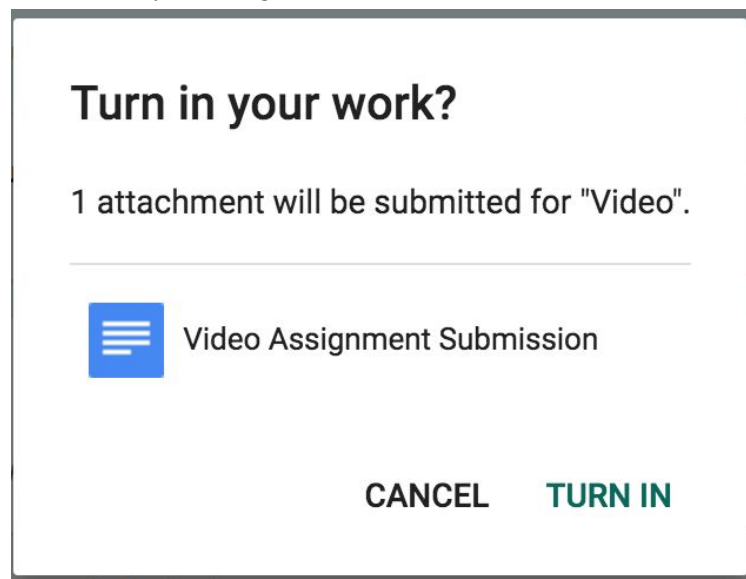 Turn in your work?
1 attachment will be submitted for "Video".
Video Assignment Submission
CANCEL TURN IN